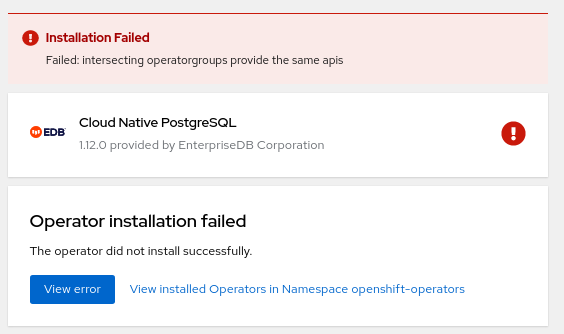 Installation Failed
Failed: intersecting operatorgroups provide the same apis
EDB
Cloud Native PostgreSQL
1.12.0 provided by EnterpriseDB Corporation
Operator installation failed
The operator did not install successfully.
View error
View installed Operators in Namespace openshift-operators